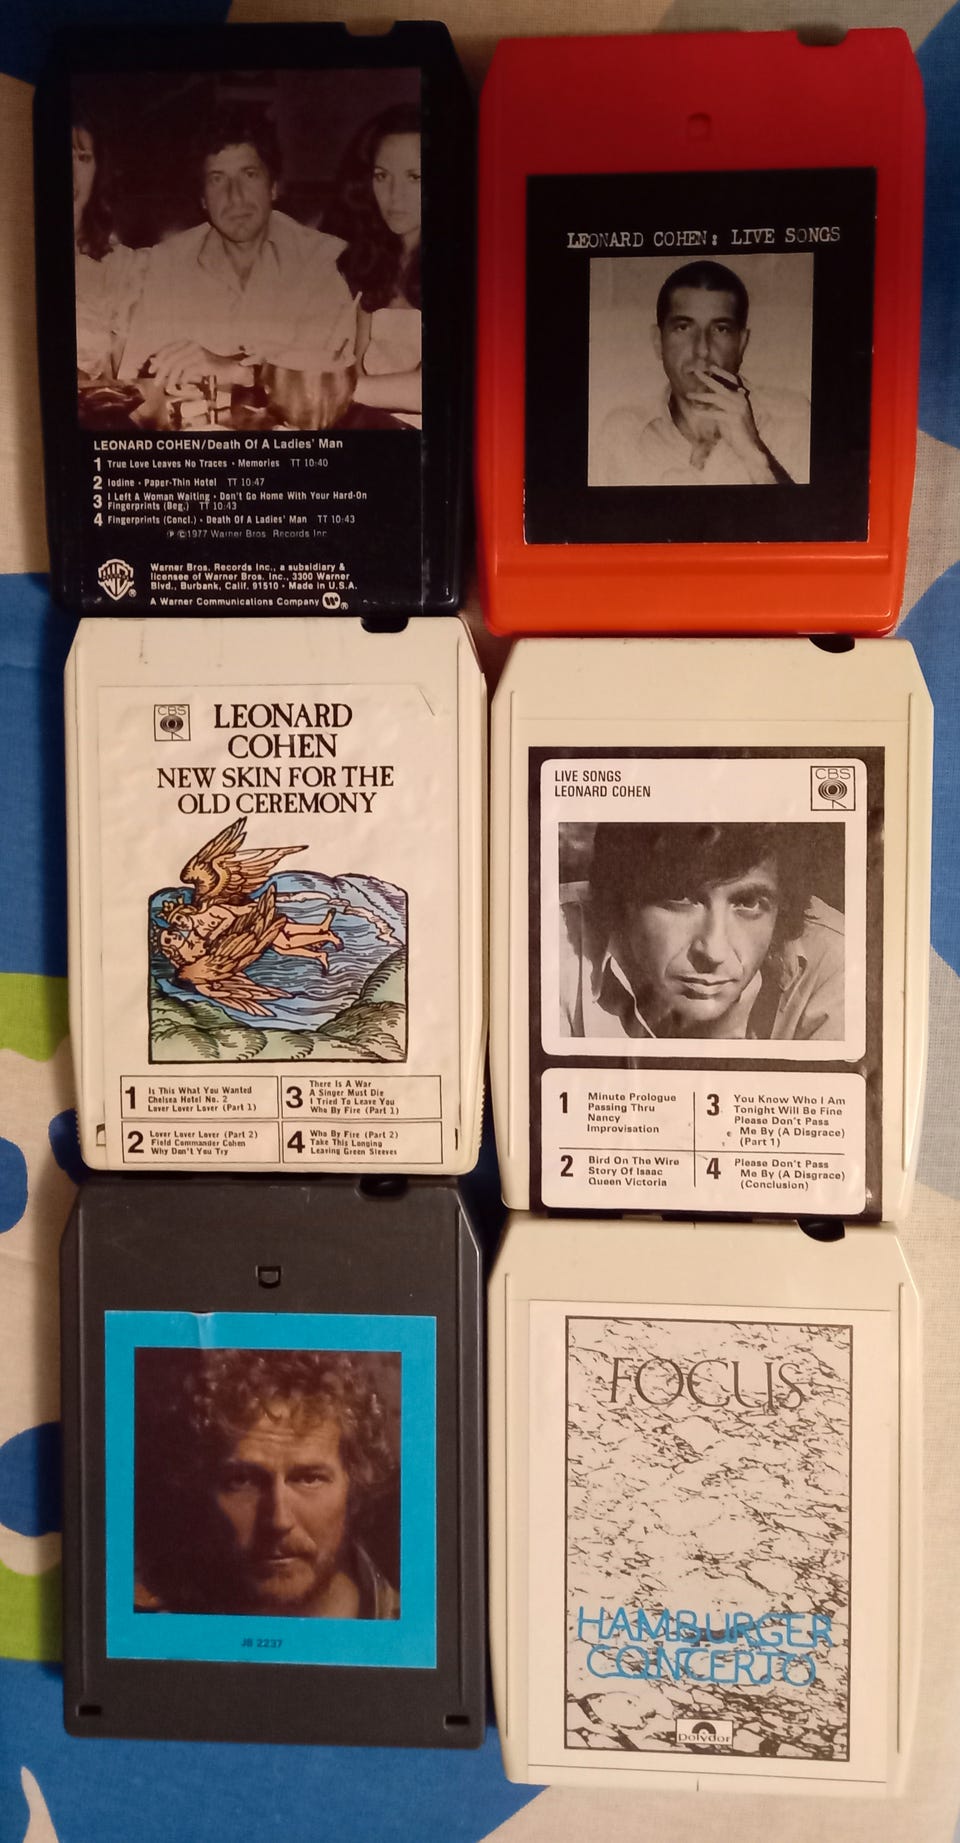 LEONARD COHEN/Death Of A Ladies' Man
1 True Love Leaves No Traces • Memories TT 10:40
2 Iodine • Paper-Thin Hotel TT 10:47
3 I Left A Woman Waiting • Don't Go Home With Your Hard-On
Fingerprints (Beg.) TT 10:43
4 Fingerprints (Concl.) • Death Of A Ladies' Man TT 10:43
℗ ©1977 Warner Bros. Records Inc.
Warner Bros. Records Inc., a subsidiary &
licensee of Warner Bros. Inc., 3300 Warner
Blvd., Burbank, Calif. 91510 • Made in U.S.A.
A Warner Communications Company
LEONARD COHEN: LIVE SONGS
CBS
LEONARD
COHEN
NEW SKIN FOR THE
OLD CEREMONY
1 Is This What You Wanted
Chelsea Hotel No. 2
Lover Lover Lover (Part 1)
2 Lover Lover Lover (Part 2)
Field Commander Cohen
Why Don't You Try
3 There Is A War
A Singer Must Die
I Tried To Leave You
Who By Fire (Part 1)
4 Who By Fire (Part 2)
Take This Longing
Leaving Green Sleeves
LIVE SONGS
LEONARD COHEN
CBS
1 Minute Prologue
Passing Thru
Nancy
Improvisation
2 Bird On The Wire
Story Of Isaac
Queen Victoria
3 You Know Who I Am
Tonight Will Be Fine
Please Don't Pass
Me By (A Disgrace)
(Part 1)
4 Please Don't Pass
Me By (A Disgrace)
(Conclusion)
J8 2237
FOCUS
HAMBURGER
CONCERTO
Polydor